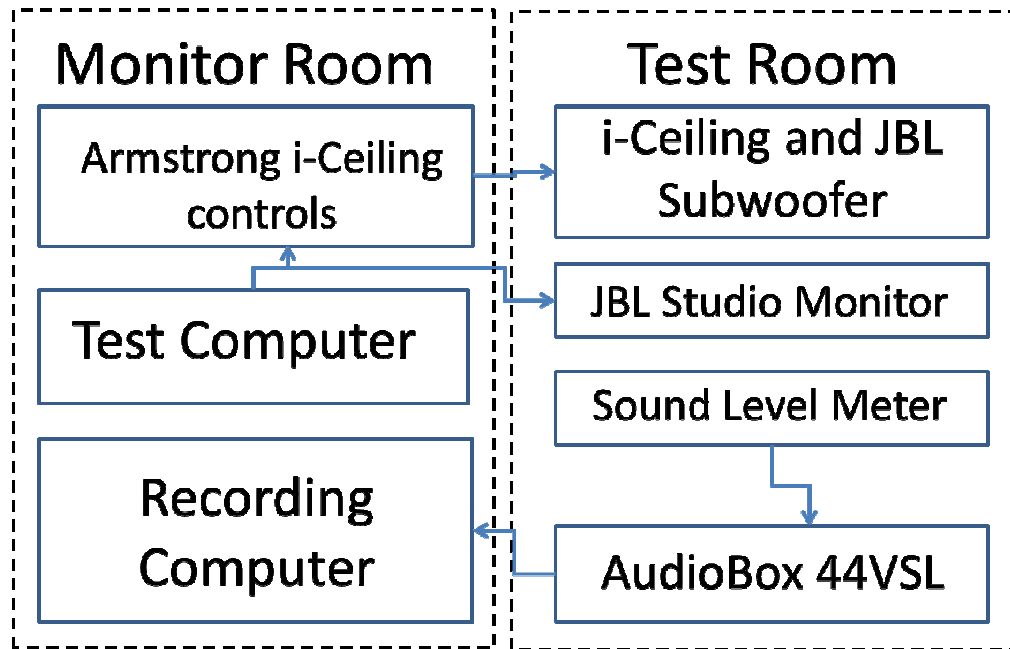 Monitor Room
Armstrong i-Ceiling
controls
Test Computer
Recording
Computer
Test Room
i-Ceiling and JBL
Subwoofer
JBL Studio Monitor
Sound Level Meter
AudioBox 44VSL